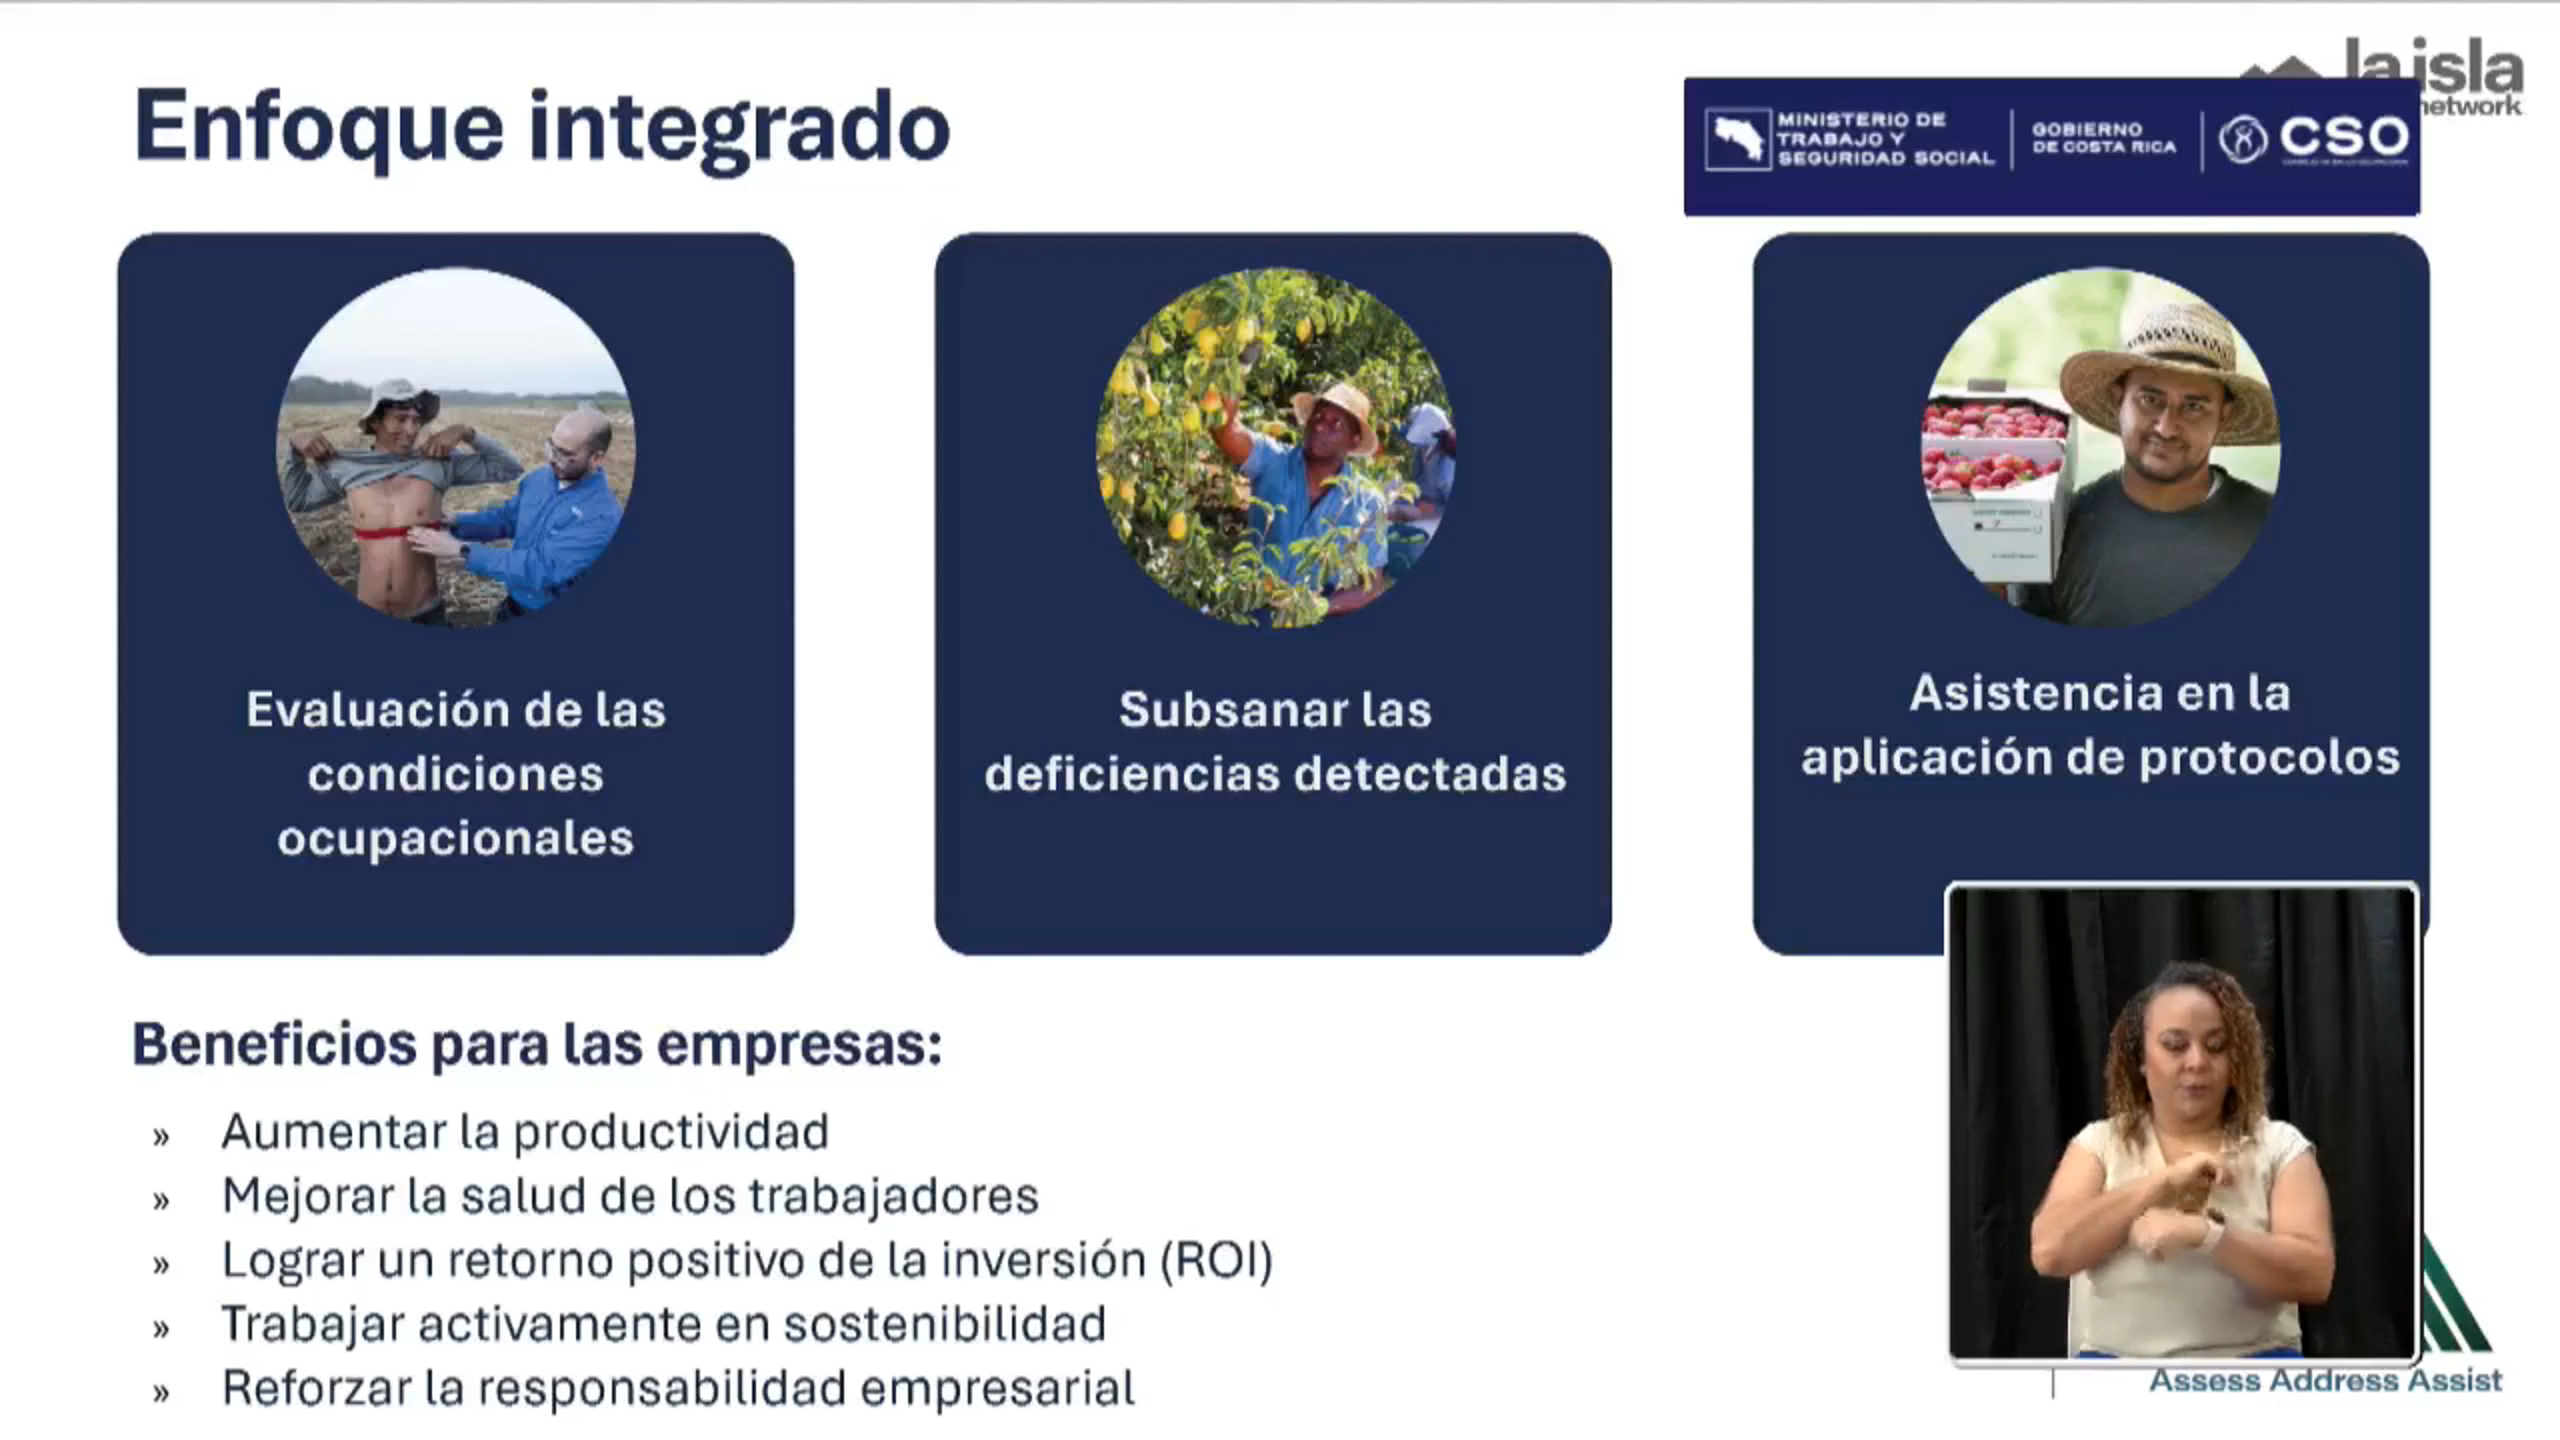 Enfoque integrado
la isla
network
MINISTERIO DE
TRABAJO Y
SEGURIDAD SOCIAL
GOBIERNO
DE COSTA RICA
CSO
Evaluación de las
condiciones
ocupacionales
Subsanar las
deficiencias detectadas
Asistencia en la
aplicación de protocolos
Beneficios para las empresas:
» Aumentar la productividad
» Mejorar la salud de los trabajadores
» Lograr un retorno positivo de la inversión (ROI)
» Trabajar activamente en sostenibilidad
» Reforzar la responsabilidad empresarial
Assess Address Assist